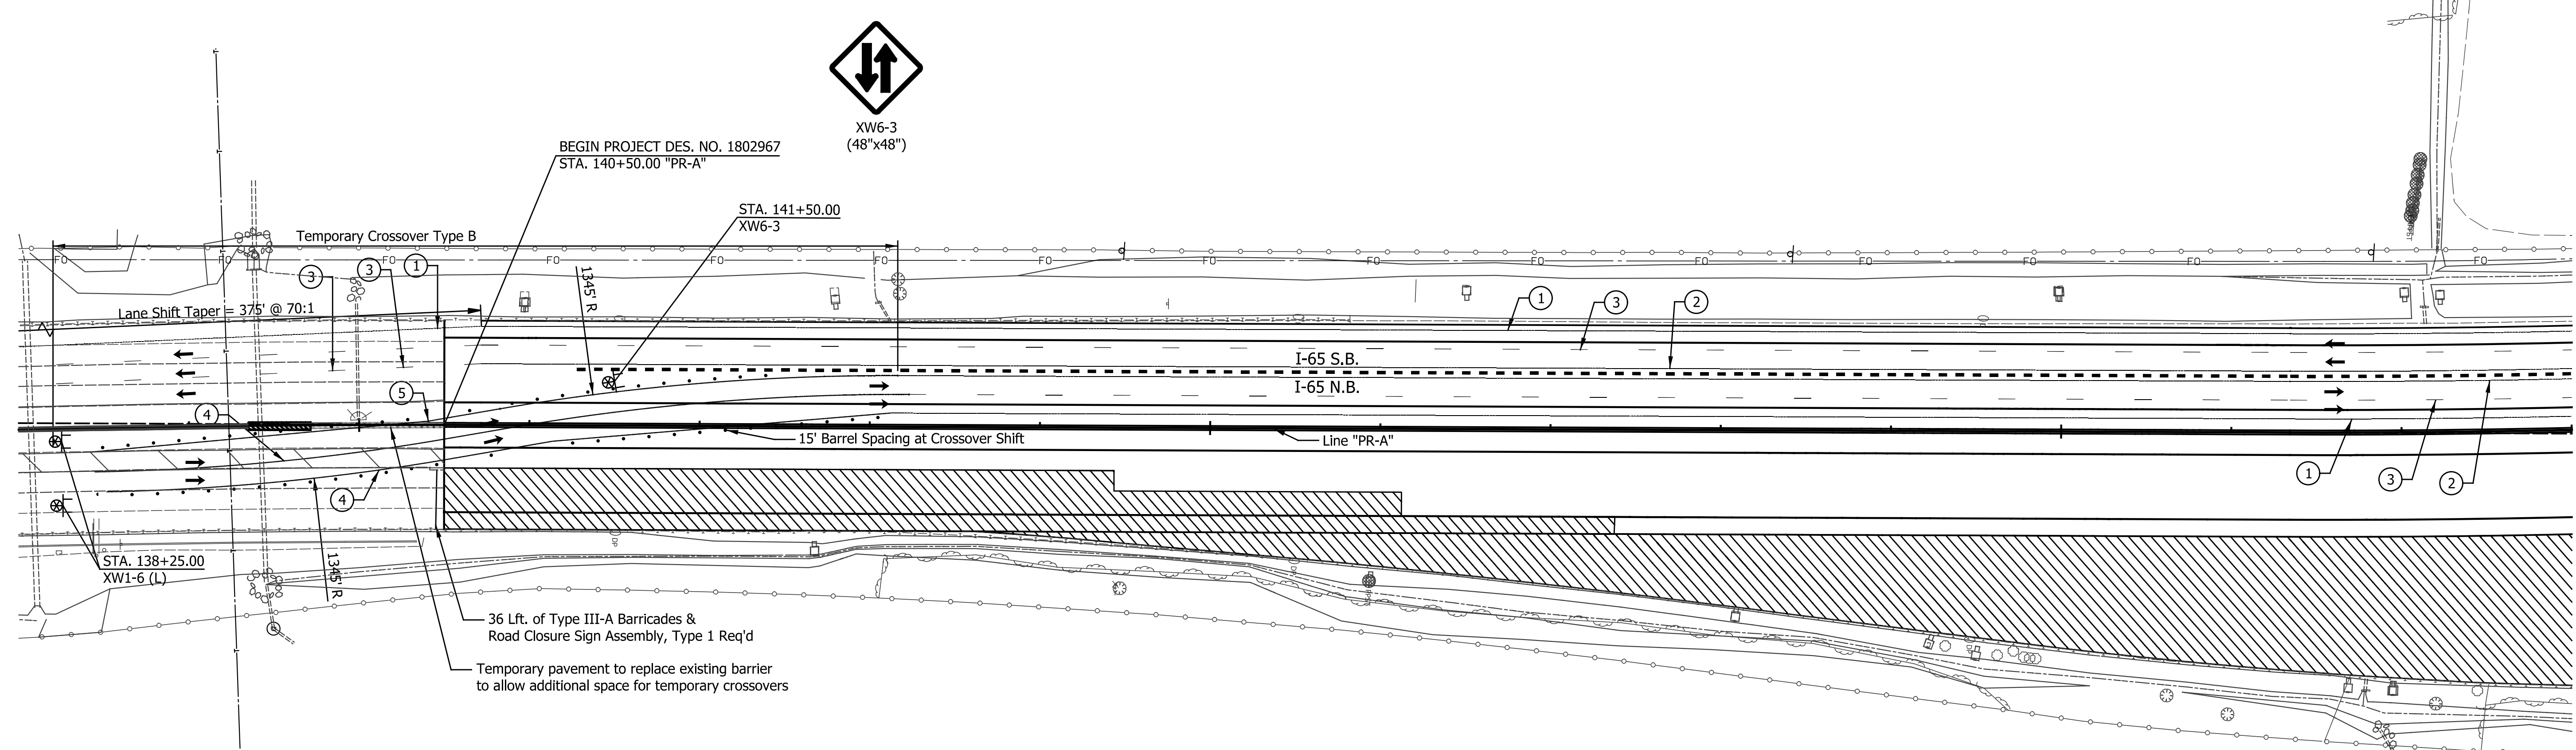 XW6-3
(48"x48")
BEGIN PROJECT DES. NO. 1802967
STA. 140+50.00 "PR-A"
STA. 141+50.00
XW6-3
Temporary Crossover Type B
FO FO FO FO FO FO FO FO FO FO FO FO FO FO FO
3
3
1
1345' R
Lane Shift Taper = 375' @ 70:1
1
3
2
I-65 S.B.
I-65 N.B.
5
4
15' Barrel Spacing at Crossover Shift
Line "PR-A"
4
1
3
2
1345' R
STA. 138+25.00
XW1-6 (L)
36 Lft. of Type III-A Barricades &
Road Closure Sign Assembly, Type 1 Req'd
Temporary pavement to replace existing barrier
to allow additional space for temporary crossovers